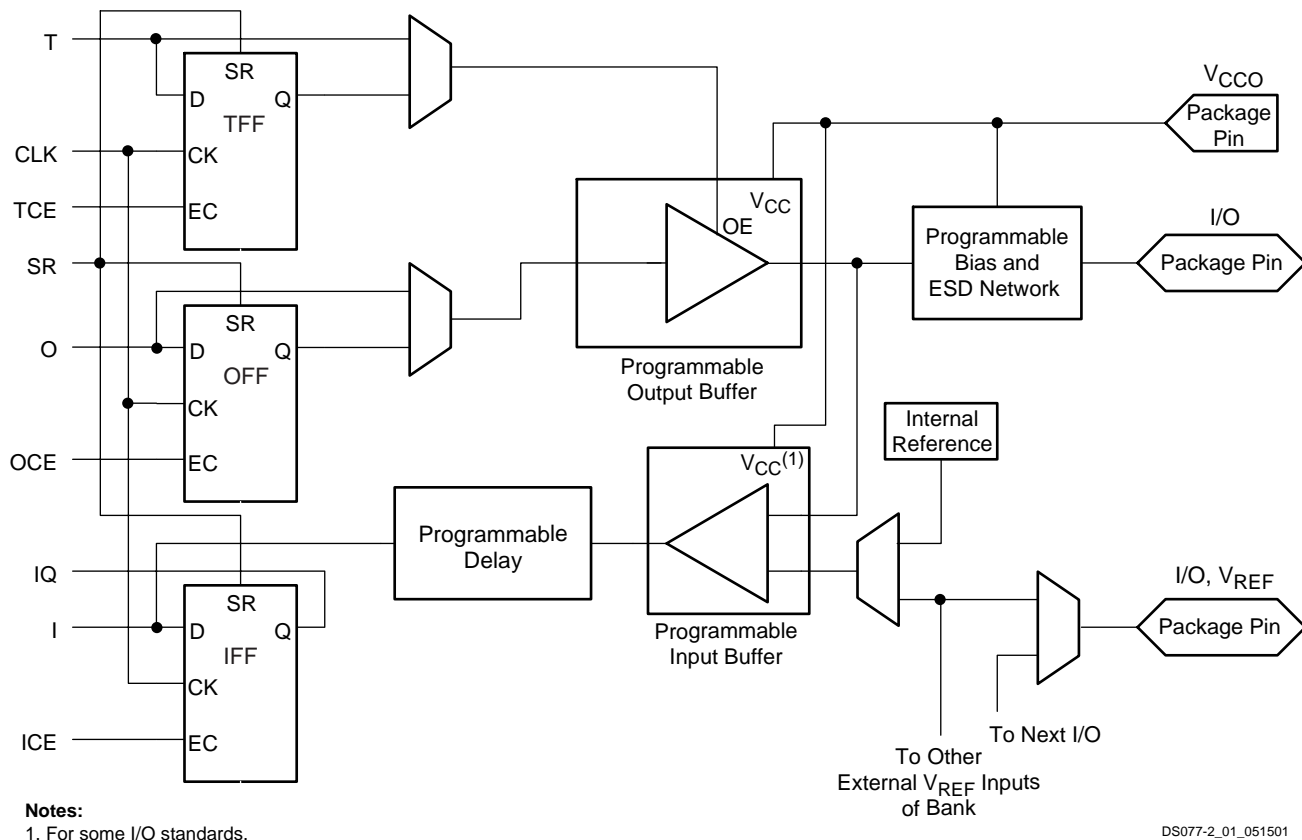 T
SR
D
Q
TFF
CLK
CK
TCE
EC
SR
SR
O
D
Q
OFF
CK
OCE
EC
IQ
SR
I
D
Q
IFF
CK
ICE
EC
V_CCO
Package
Pin
V_CC
OE
Programmable
Output Buffer
Programmable
Bias and
ESD Network
I/O
Package Pin
Internal
Reference
V_CC(1)
Programmable
Delay
Programmable
Input Buffer
I/O, V_REF
Package Pin
To Next I/O
To Other
External V_REF Inputs
of Bank
Notes:
1. For some I/O standards.
DS077-2_01_051501